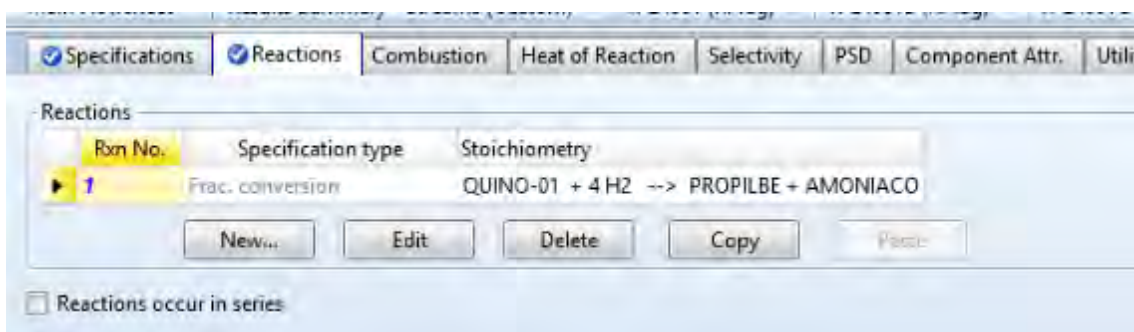 Specifications Reactions Combustion Heat of Reaction Selectivity PSD Component Attr. Utili
Reactions
Rxn No. Specification type Stoichiometry
1 Frac. conversion QUINO-01 + 4 H2 --> PROPILBE + AMONIACO
New... Edit Delete Copy Paste
Reactions occur in series